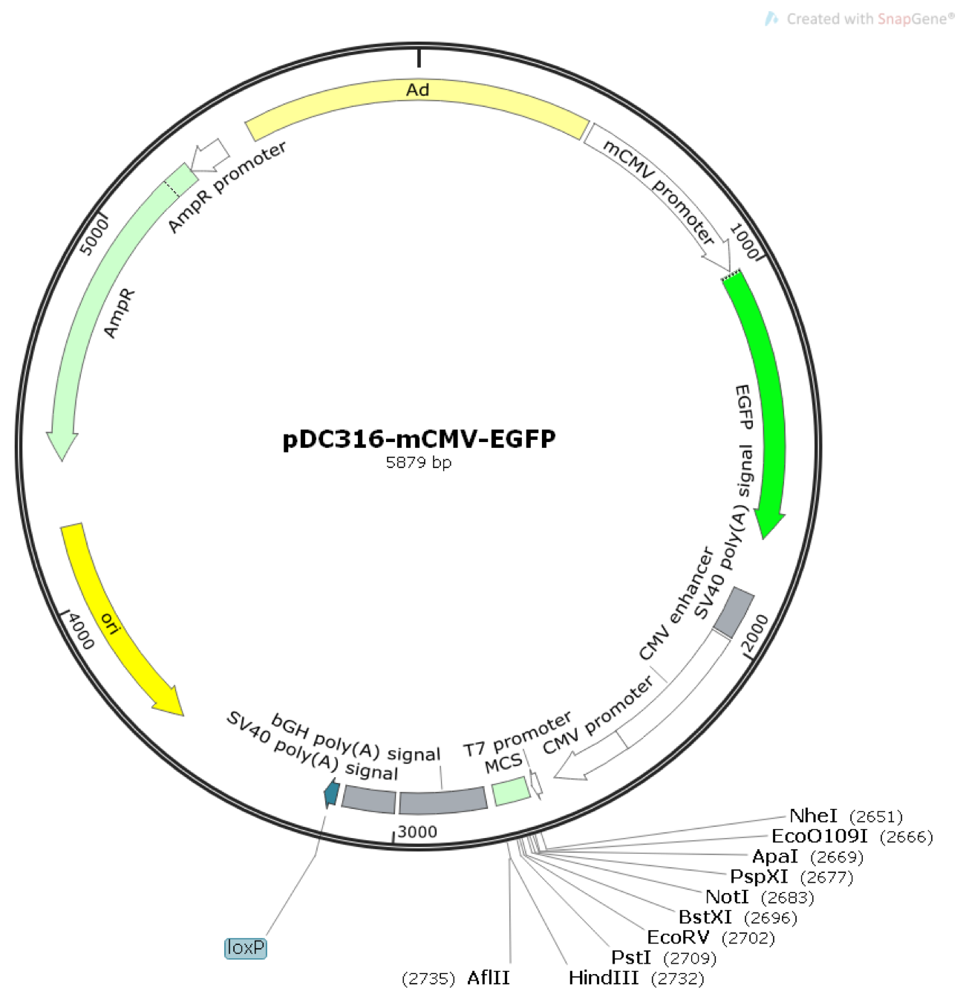 Created with SnapGene®
Ad
mCMV promoter
AmpR promoter
1000
5000
AmpR
EGFP
pDC316-mCMV-EGFP
5879 bp
SV40 poly(A) signal
CMV enhancer
2000
4000
ori
CMV promoter
T7 promoter
MCS
bGH poly(A) signal
SV40 poly(A) signal
3000
NheI (2651)
EcoO109I (2666)
ApaI (2669)
PspXI (2677)
NotI (2683)
BstXI (2696)
EcoRV (2702)
loxP
PstI (2709)
(2735) AflII
HindIII (2732)